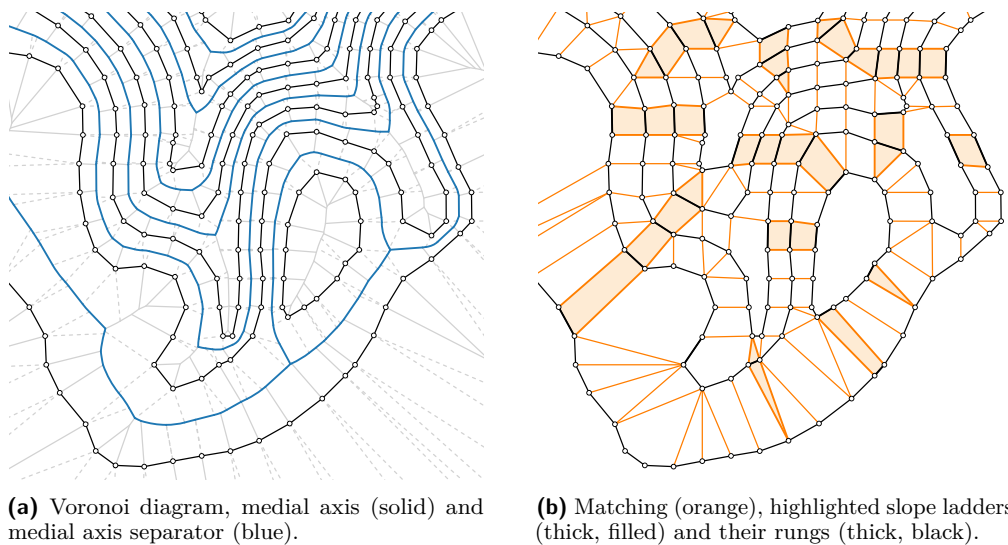 (a) Voronoi diagram, medial axis (solid) and
medial axis separator (blue).
(b) Matching (orange), highlighted slope ladders
(thick, filled) and their rungs (thick, black).